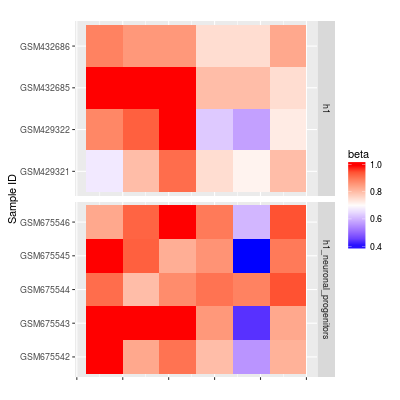 GSM432686
GSM432685
GSM429322
GSM429321
h1
GSM675546
GSM675545
GSM675544
GSM675543
GSM675542
h1_neuronal_progenitors
Sample ID
beta
1.0
0.8
0.6
0.4